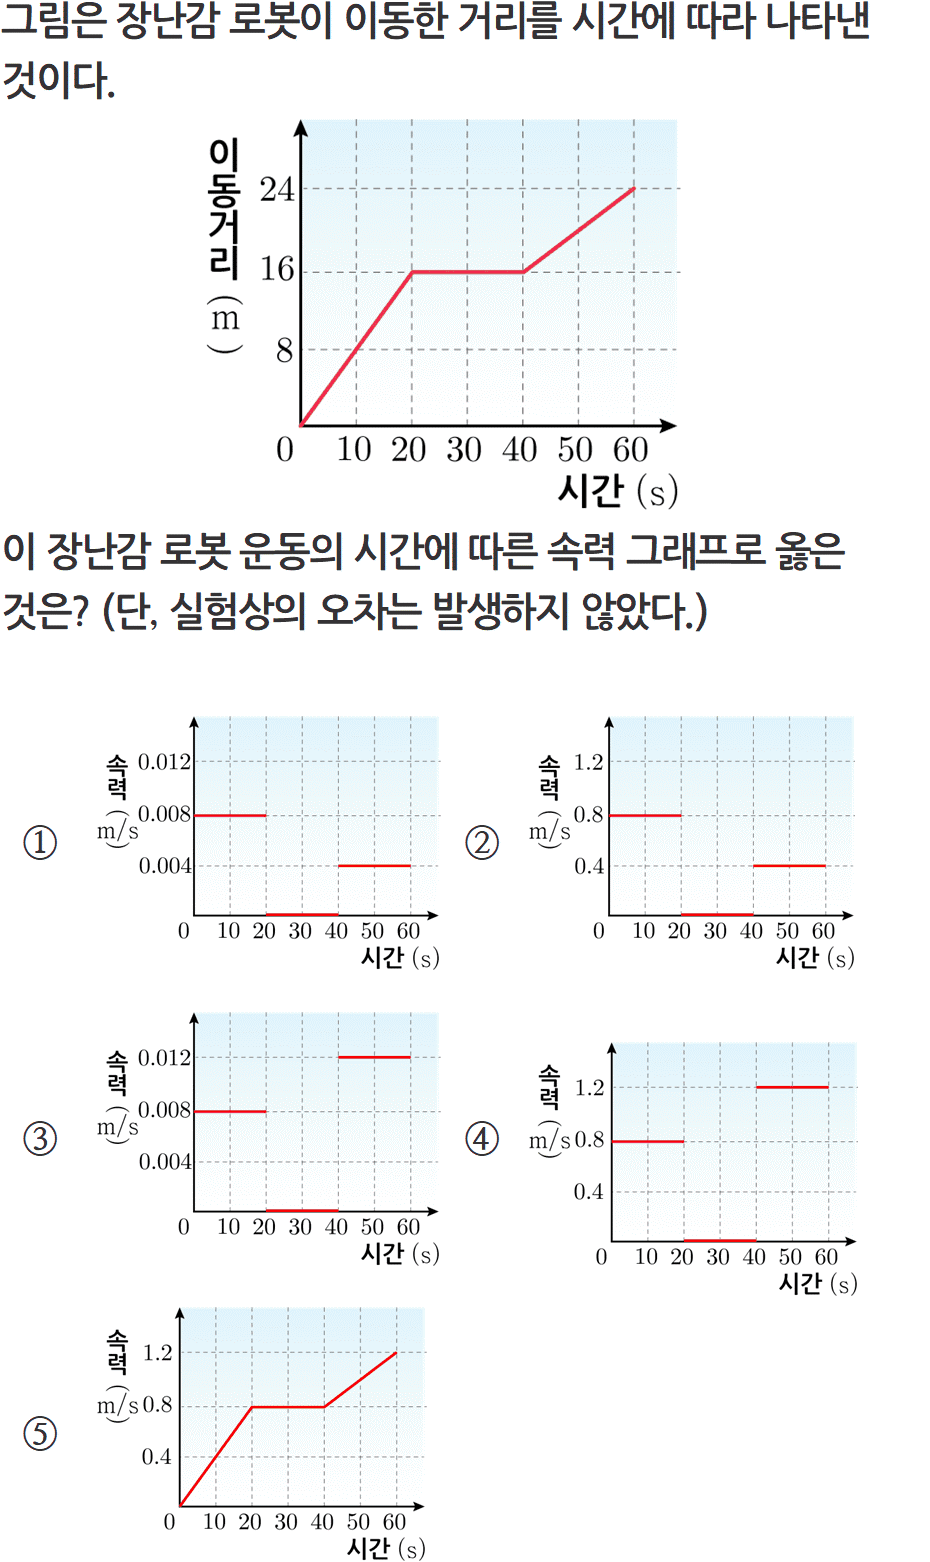 그림은 장난감 로봇이 이동한 거리를 시간에 따라 나타낸
것이다.
이동거리 (m)
24
16
8
0 10 20 30 40 50 60
시간 (s)
이 장난감 로봇 운동의 시간에 따른 속력 그래프로 옳은
것은? (단, 실험상의 오차는 발생하지 않았다.)
①
속력 (m/s)
0.012
0.008
0.004
0 10 20 30 40 50 60
시간 (s)
②
속력 (m/s)
1.2
0.8
0.4
0 10 20 30 40 50 60
시간 (s)
③
속력 (m/s)
0.012
0.008
0.004
0 10 20 30 40 50 60
시간 (s)
④
속력 (m/s)
1.2
0.8
0.4
0 10 20 30 40 50 60
시간 (s)
⑤
속력 (m/s)
1.2
0.8
0.4
0 10 20 30 40 50 60
시간 (s)